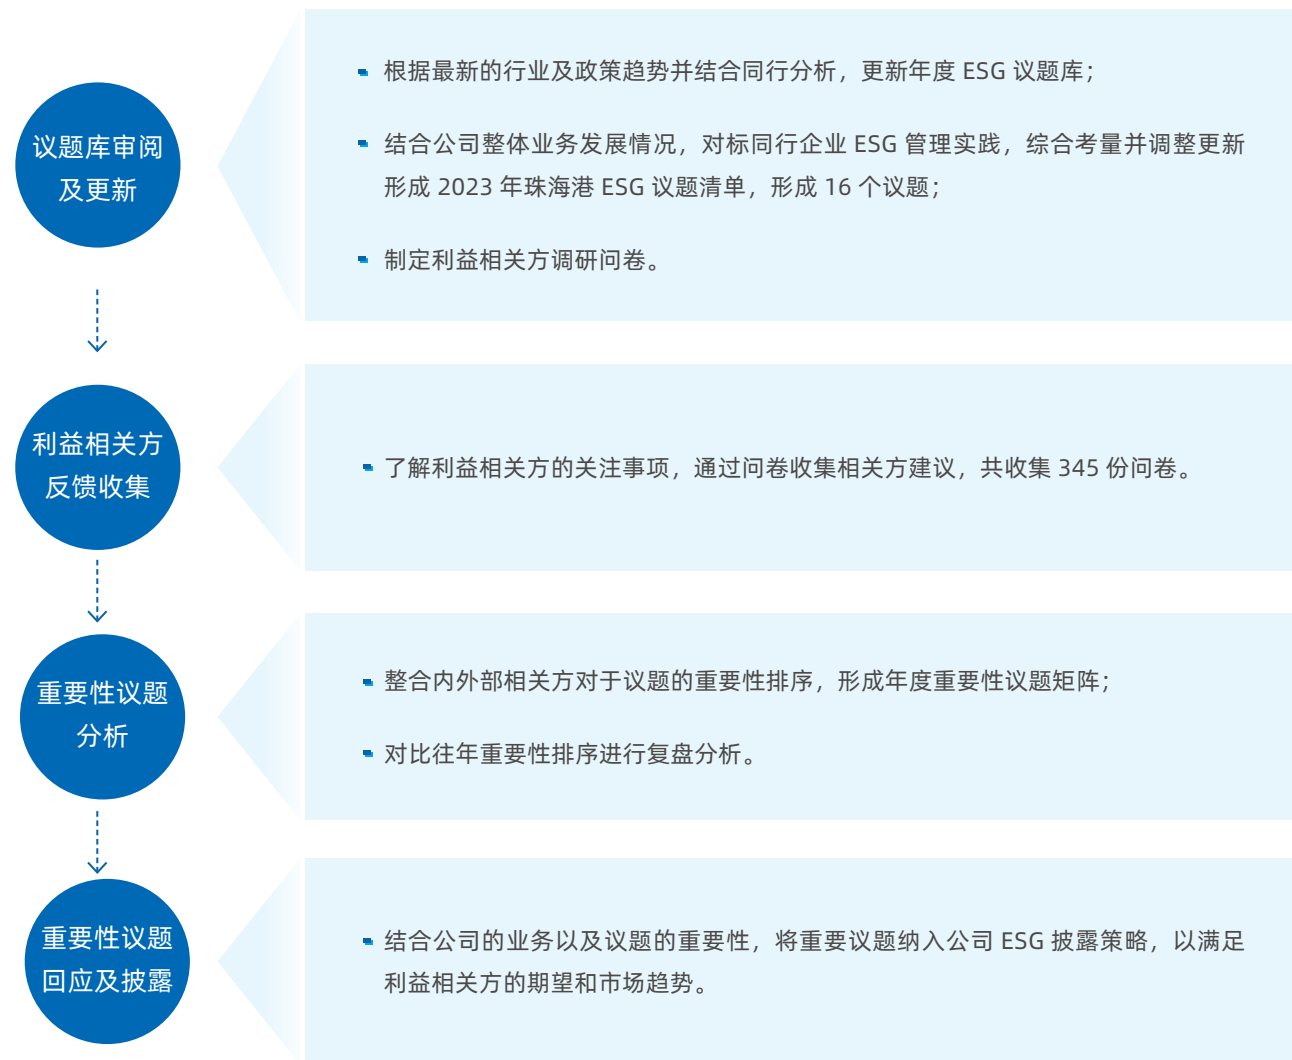 议题库审阅
及更新
根据最新的行业及政策趋势并结合同行分析，更新年度 ESG 议题库；
结合公司整体业务发展情况，对标同行企业 ESG 管理实践，综合考量并调整更新
形成 2023 年珠海港 ESG 议题清单，形成 16 个议题；
制定利益相关方调研问卷。
利益相关方
反馈收集
了解利益相关方的关注事项，通过问卷收集相关方建议，共收集 345 份问卷。
重要性议题
分析
整合内外部相关方对于议题的重要性排序，形成年度重要性议题矩阵；
对比往年重要性排序进行复盘分析。
重要性议题
回应及披露
结合公司的业务以及议题的重要性，将重要议题纳入公司 ESG 披露策略，以满足
利益相关方的期望和市场趋势。